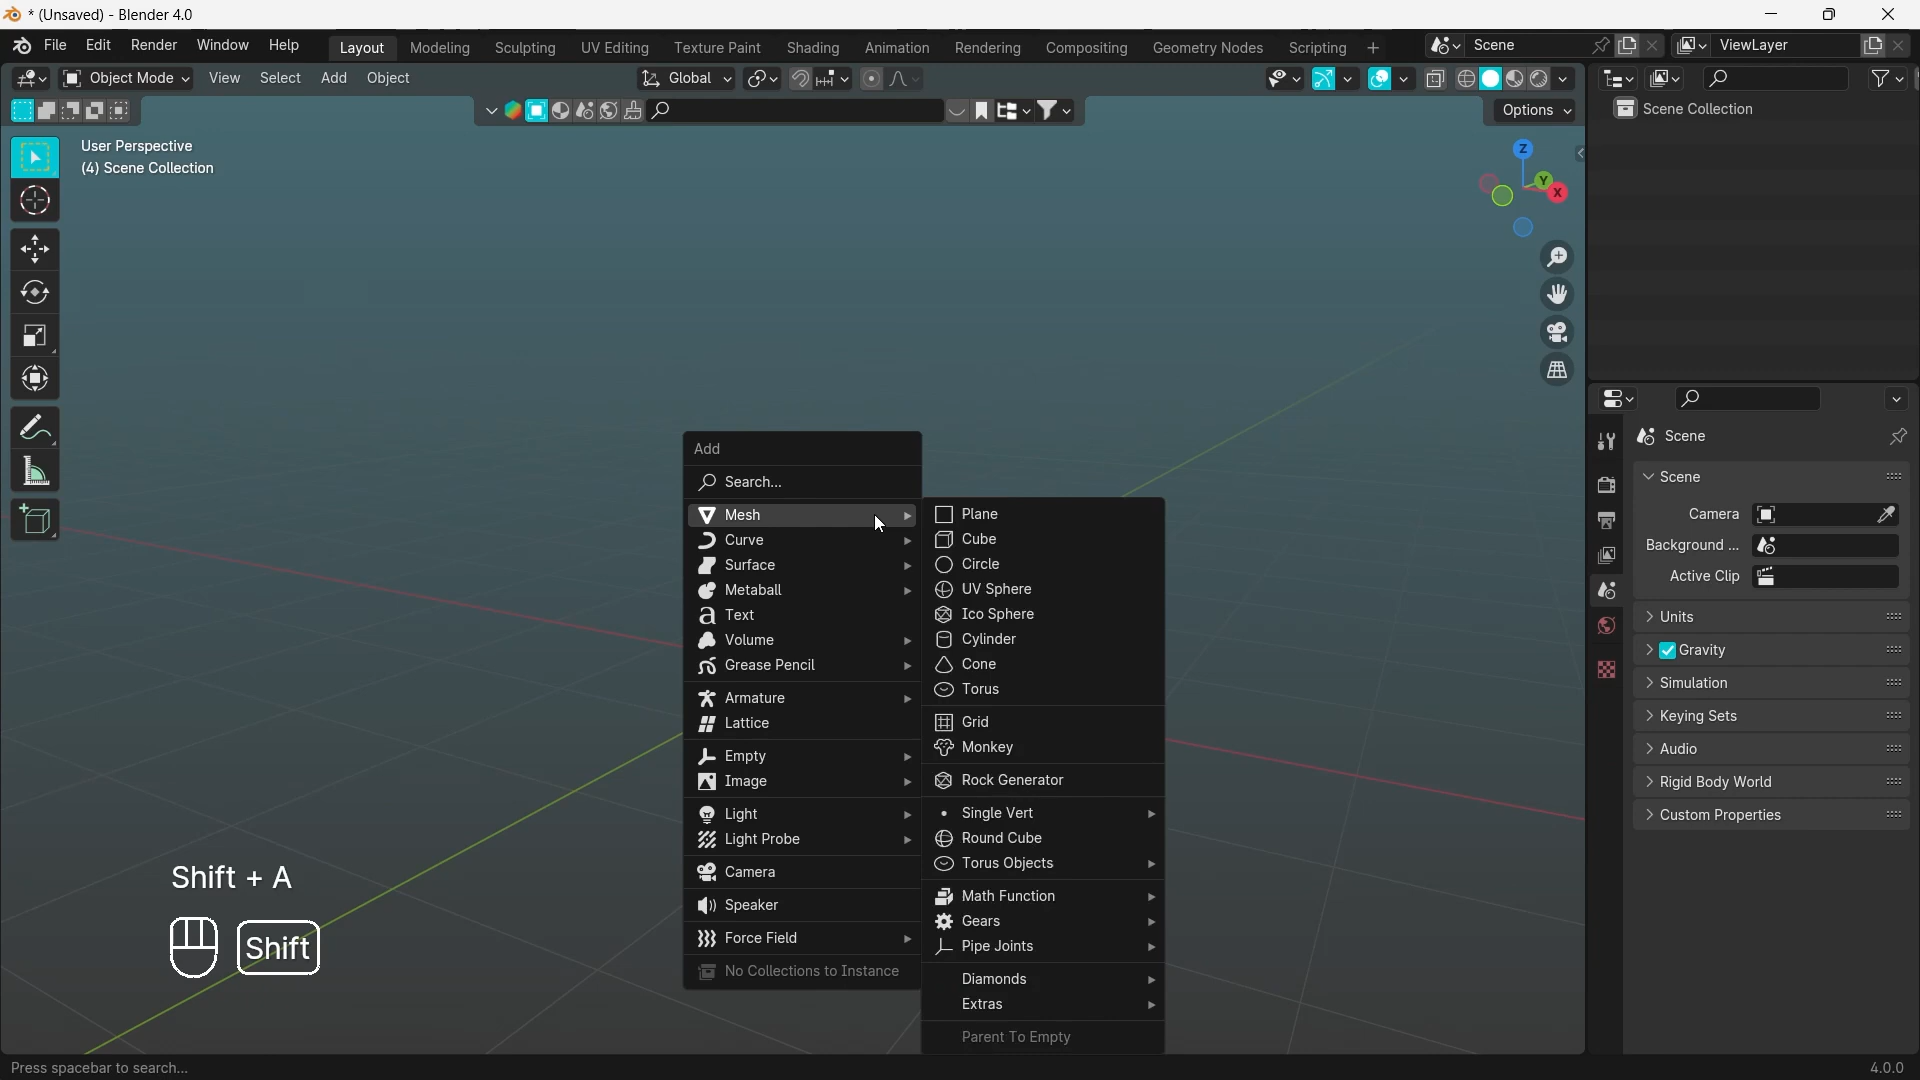 * (Unsaved) - Blender 4.0
File Edit Render Window Help Layout Modeling Sculpting UV Editing Texture Paint Shading Animation Rendering Compositing Geometry Nodes Scripting + Scene ViewLayer
Object Mode View Select Add Object Global
Options
Scene Collection
User Perspective
(4) Scene Collection
Z
Y
X
Add
Search...
Mesh
Curve
Surface
Metaball
Text
Volume
Grease Pencil
Armature
Lattice
Empty
Image
Light
Light Probe
Camera
Speaker
Force Field
No Collections to Instance
Plane
Cube
Circle
UV Sphere
Ico Sphere
Cylinder
Cone
Torus
Grid
Monkey
Rock Generator
Single Vert
Round Cube
Torus Objects
Math Function
Gears
Pipe Joints
Diamonds
Extras
Parent To Empty
Scene
Scene
Camera
Background ...
Active Clip
Units
Gravity
Simulation
Keying Sets
Audio
Rigid Body World
Custom Properties
Shift + A
Shift
Press spacebar to search...
4.0.0